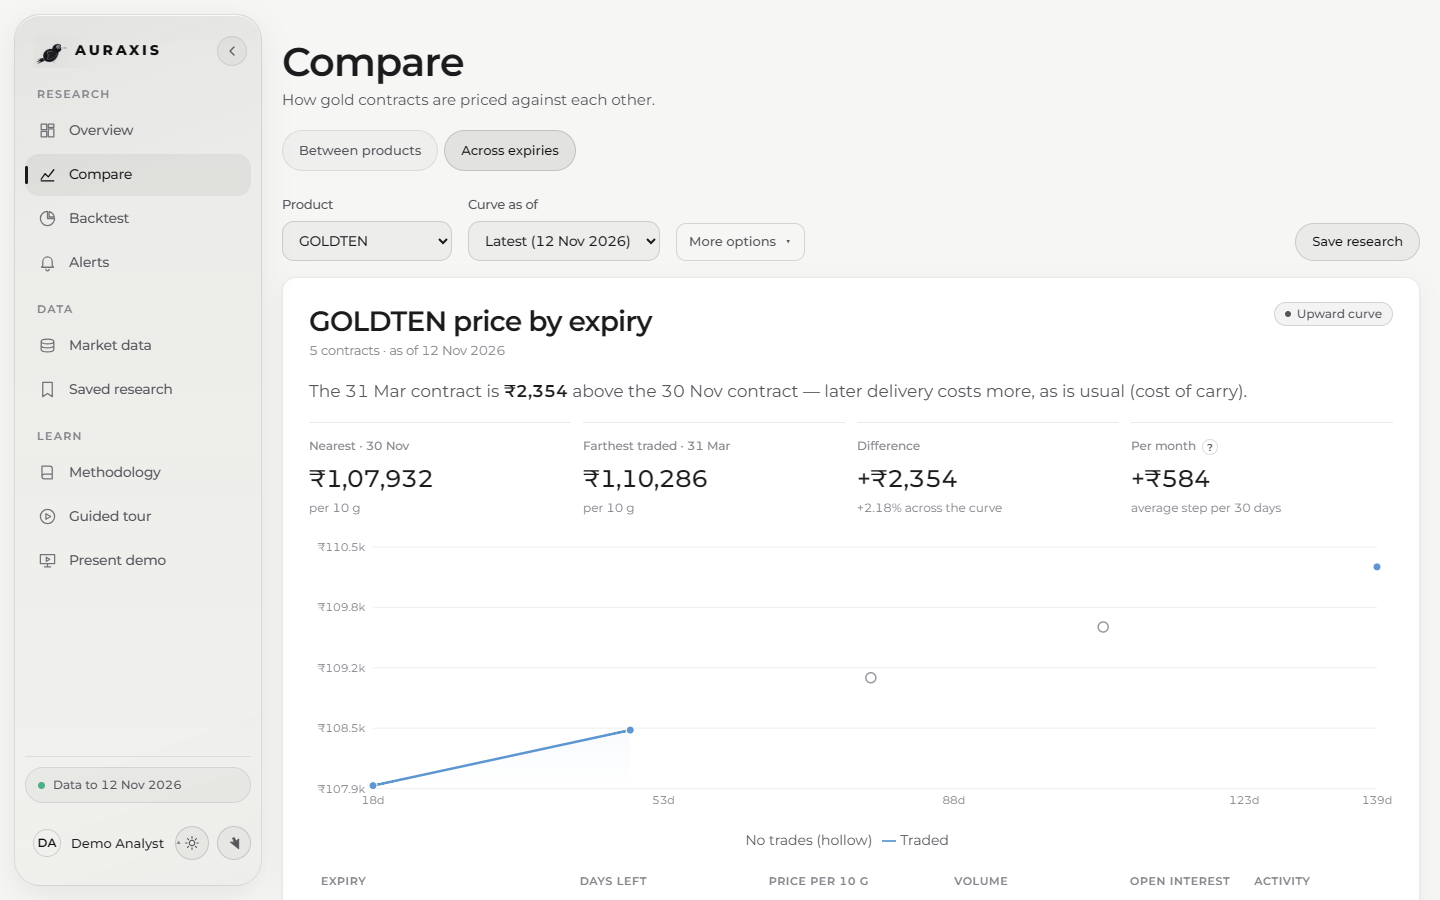 AURAXIS
RESEARCH
Overview
Compare
Backtest
Alerts
DATA
Market data
Saved research
LEARN
Methodology
Guided tour
Present demo
Data to 12 Nov 2026
DA Demo Analyst
Compare
How gold contracts are priced against each other.
Between products Across expiries
Product Curve as of
GOLDTEN Latest (12 Nov 2026) More options Save research
GOLDTEN price by expiry
Upward curve
5 contracts · as of 12 Nov 2026
The 31 Mar contract is ₹2,354 above the 30 Nov contract — later delivery costs more, as is usual (cost of carry).
Nearest · 30 Nov Farthest traded · 31 Mar Difference Per month ?
₹1,07,932 ₹1,10,286 +₹2,354 +₹584
per 10 g per 10 g +2.18% across the curve average step per 30 days
₹110.5k
₹109.8k
₹109.2k
₹108.5k
₹107.9k
18d 53d 88d 123d 139d
No trades (hollow) Traded
EXPIRY DAYS LEFT PRICE PER 10 G VOLUME OPEN INTEREST ACTIVITY